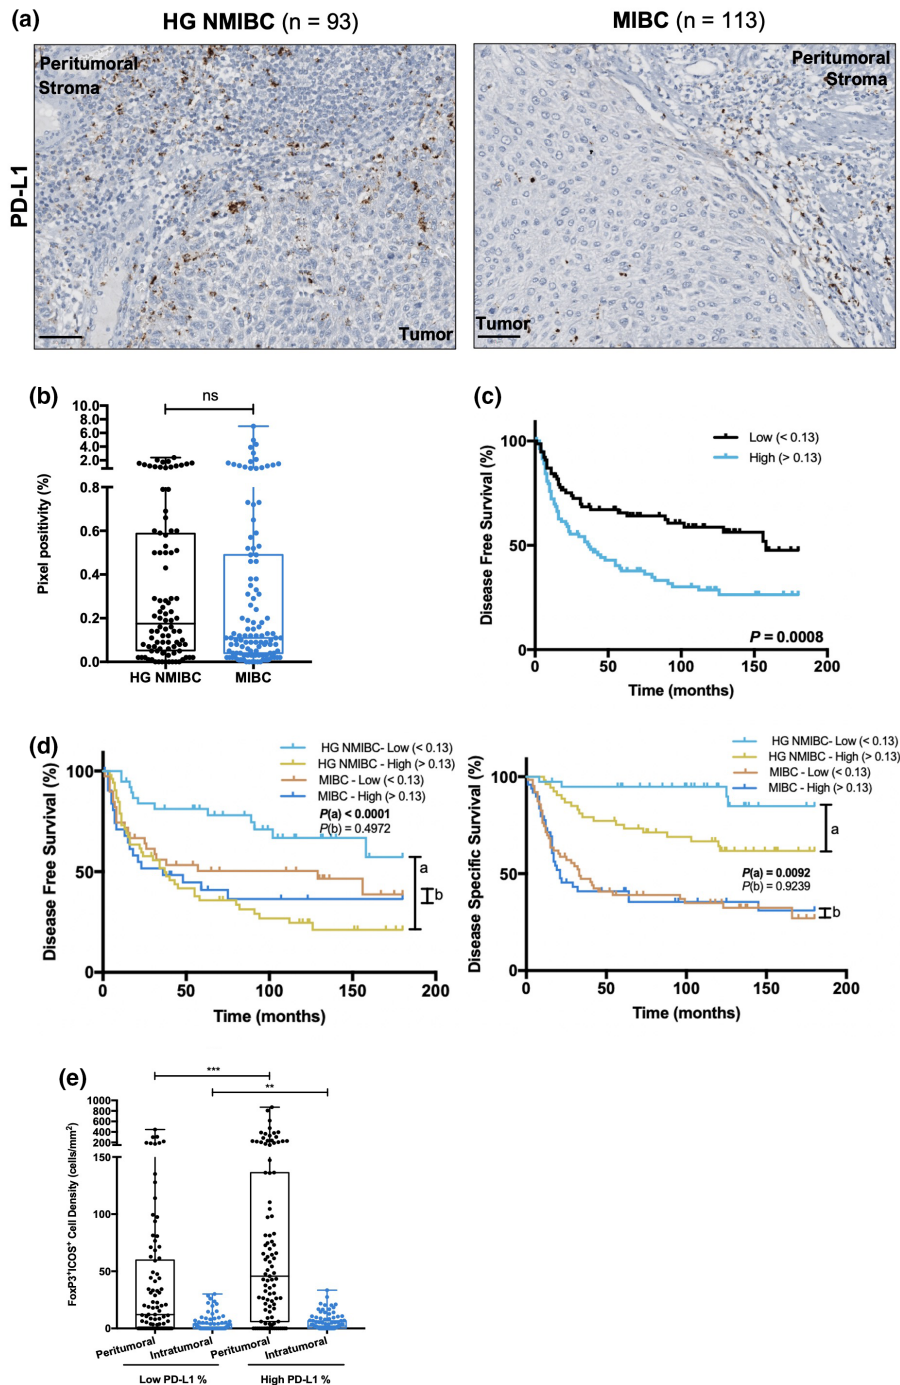 (a)
HG NMIBC (n = 93)
MIBC (n = 113)
PD-L1
Peritumoral
Stroma
Tumor
Peritumoral
Stroma
Tumor
(b)
ns
Pixel positivity (%)
10.0
8.0
6.0
4.0
2.0
0.8
0.6
0.4
0.2
0.0
HG NMIBC
MIBC
(c)
Disease Free Survival (%)
100
50
0
Low (< 0.13)
High (> 0.13)
P = 0.0008
0 50 100 150 200
Time (months)
(d)
Disease Free Survival (%)
100
50
0
HG NMIBC- Low (< 0.13)
HG NMIBC - High (> 0.13)
MIBC - Low (< 0.13)
MIBC - High (> 0.13)
P(a) < 0.0001
P(b) = 0.4972
a
b
0 50 100 150 200
Time (months)
Disease Specific Survival (%)
100
50
0
HG NMIBC- Low (< 0.13)
HG NMIBC - High (> 0.13)
MIBC - Low (< 0.13)
MIBC - High (> 0.13)
a
P(a) = 0.0092
P(b) = 0.9239
b
0 50 100 150 200
Time (months)
(e)
***
**
FoxP3+ICOS+ Cell Density (cells/mm²)
1000
800
600
400
200
150
100
50
0
Peritumoral
Intratumoral
Peritumoral
Intratumoral
Low PD-L1 %
High PD-L1 %